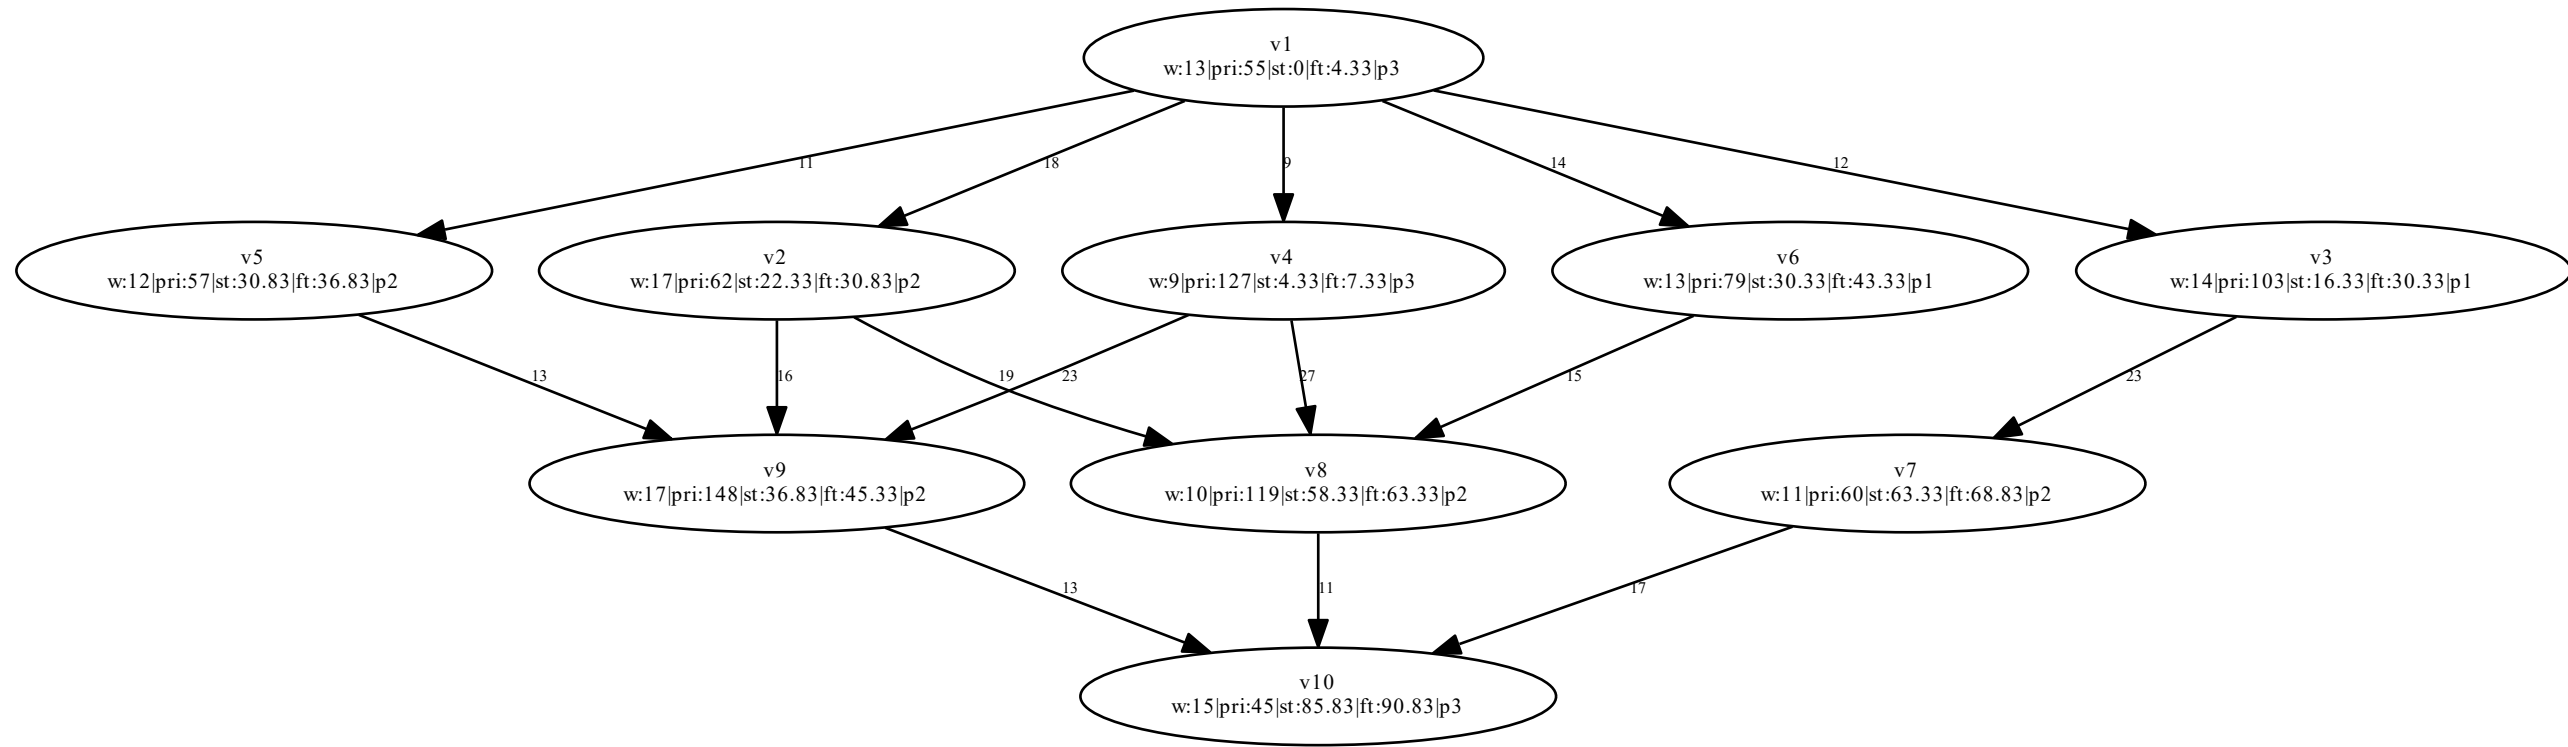 v1
w:13|pri:55|st:0|ft:4.33|p3
11
18
9
14
12
v5
w:12|pri:57|st:30.83|ft:36.83|p2
v2
w:17|pri:62|st:22.33|ft:30.83|p2
v4
w:9|pri:127|st:4.33|ft:7.33|p3
v6
w:13|pri:79|st:30.33|ft:43.33|p1
v3
w:14|pri:103|st:16.33|ft:30.33|p1
13
16
19
23
27
15
23
v9
w:17|pri:148|st:36.83|ft:45.33|p2
v8
w:10|pri:119|st:58.33|ft:63.33|p2
v7
w:11|pri:60|st:63.33|ft:68.83|p2
13
11
17
v10
w:15|pri:45|st:85.83|ft:90.83|p3